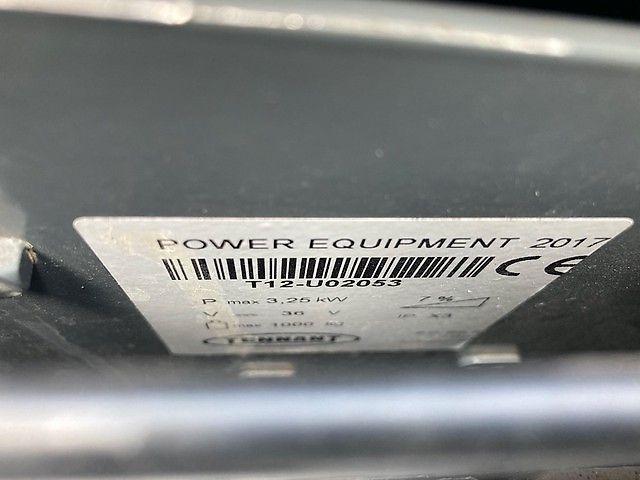 POWER EQUIPMENT 2017
CE
T12-U02053
P max 3,25 kW
7 %
V 36 V
IP X3
max 1000 kg
TENNANT